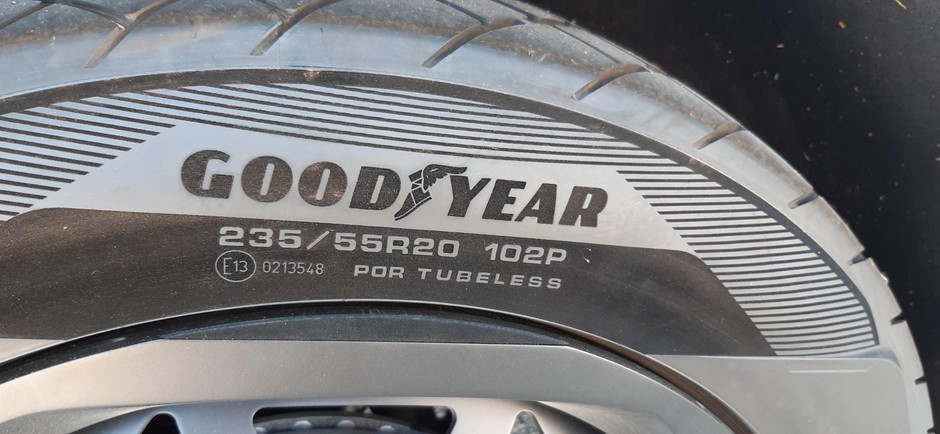 GOODYEAR
235/55R20 102P
E13 0213548 POR TUBELESS